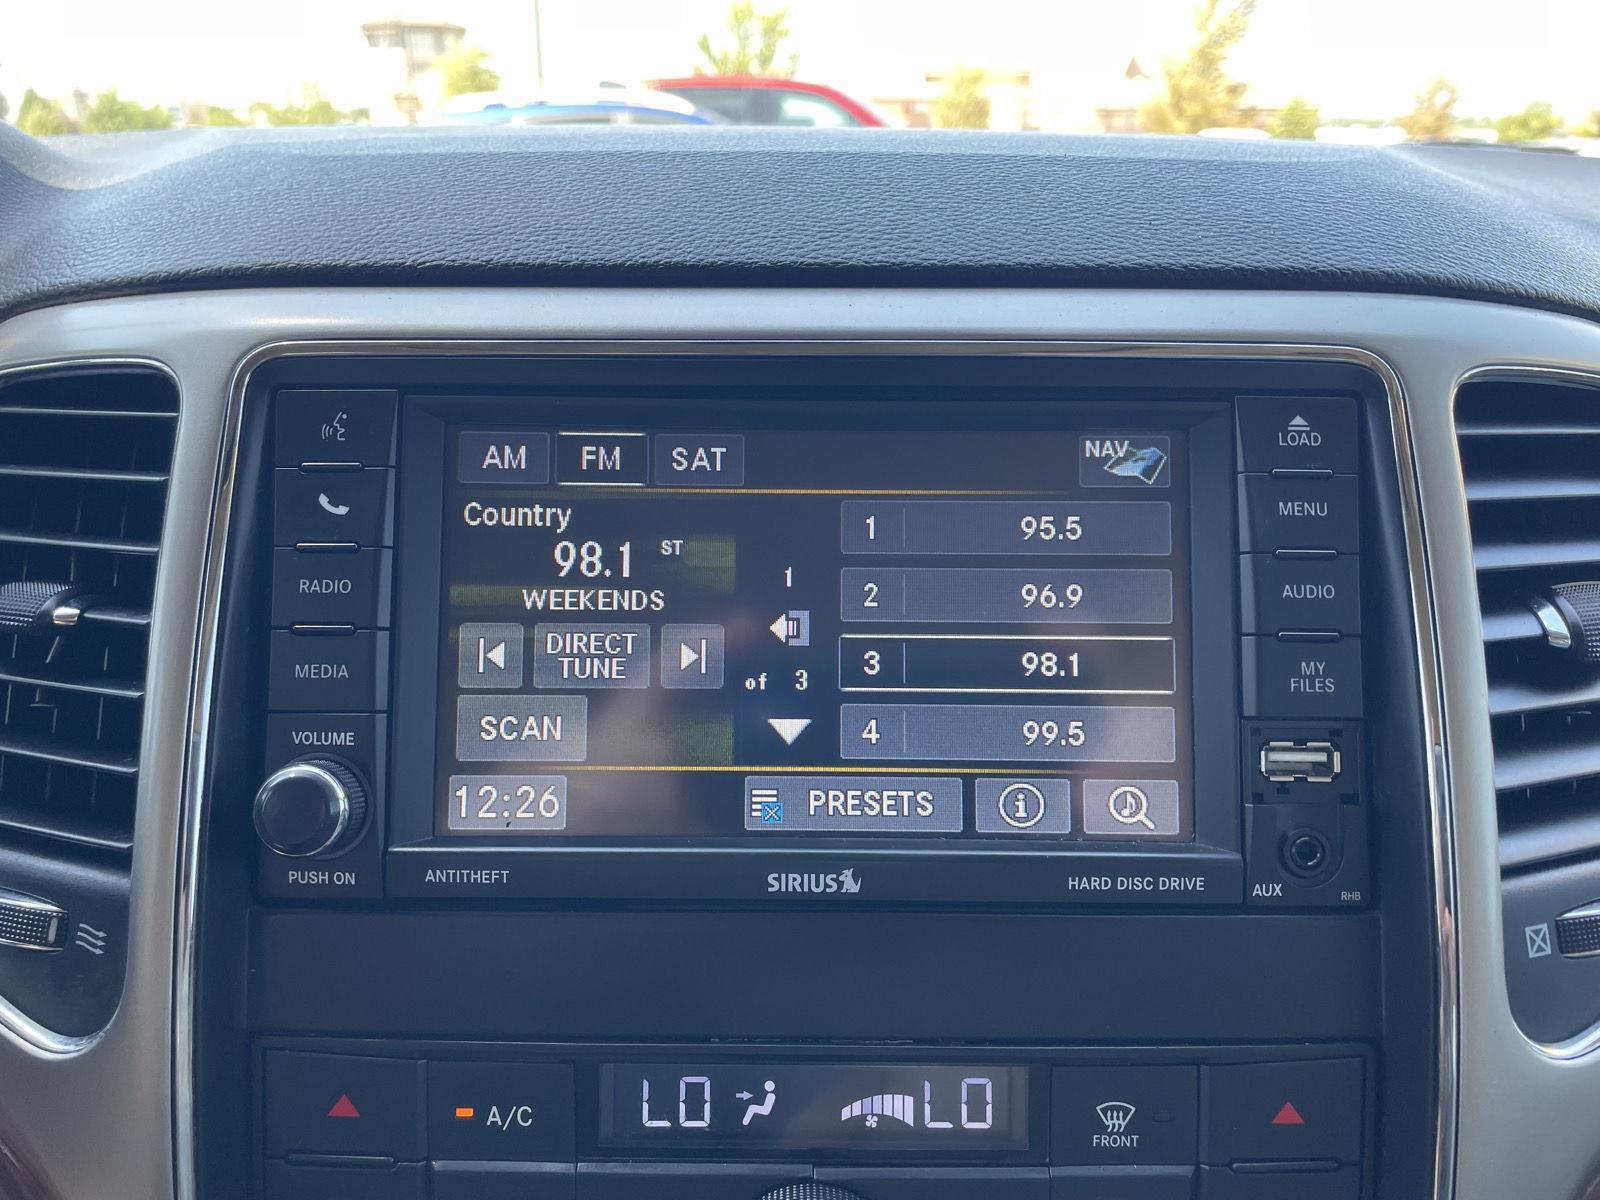 AM
FM
SAT
NAV
Country
98.1 ST
WEEKENDS
DIRECT
TUNE
SCAN
12:26
1
of 3
1 95.5
2 96.9
3 98.1
4 99.5
PRESETS
i
RADIO
MEDIA
VOLUME
PUSH ON
LOAD
MENU
AUDIO
MY
FILES
AUX
RHB
ANTITHEFT
SIRIUS
HARD DISC DRIVE
A/C
LO
LO
FRONT